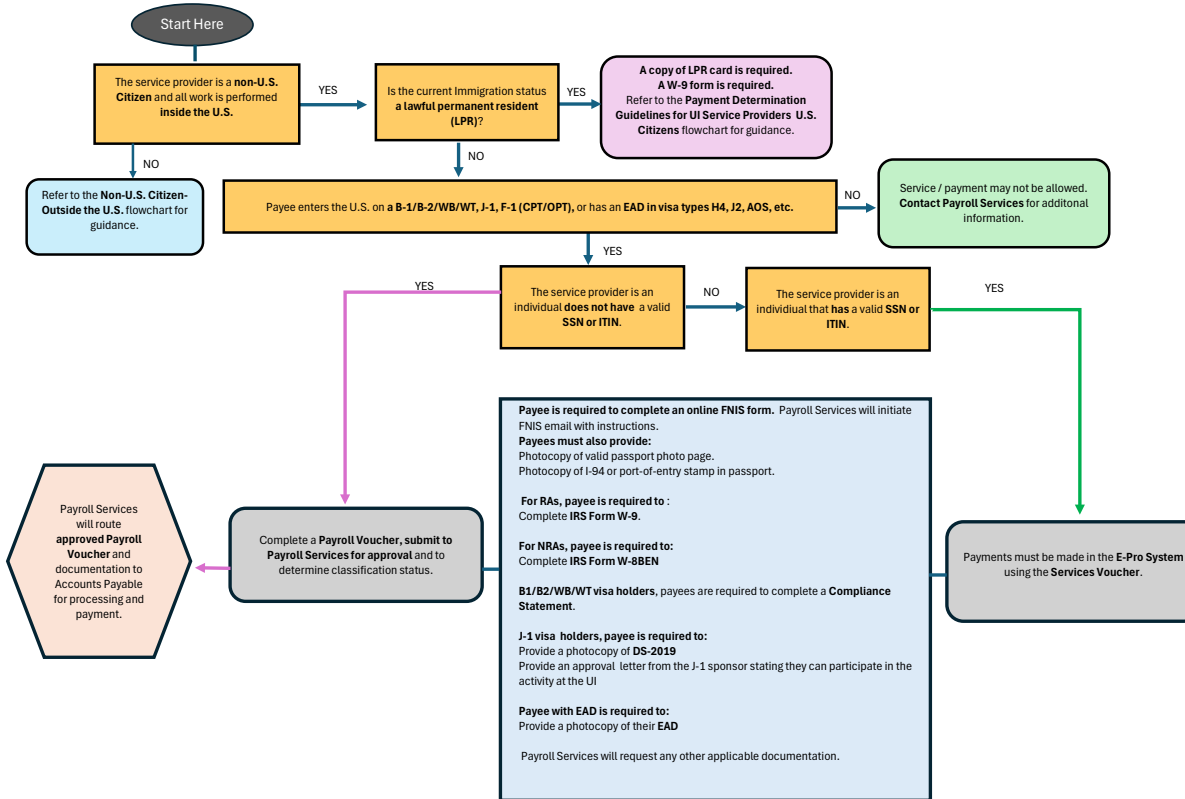 Start Here
The service provider is a non-U.S.
Citizen and all work is performed
inside the U.S.
YES
Is the current Immigration status
a lawful permanent resident
(LPR)?
YES
A copy of LPR card is required.
A W-9 form is required.
Refer to the Payment Determination
Guidelines for UI Service Providers U.S.
Citizens flowchart for guidance.
NO
NO
Refer to the Non-U.S. Citizen-
Outside the U.S. flowchart for
guidance.
Payee enters the U.S. on a B-1/B-2/WB/WT, J-1, F-1 (CPT/OPT), or has an EAD in visa types H4, J2, AOS, etc.
NO
Service / payment may not be allowed.
Contact Payroll Services for additonal
information.
YES
YES
The service provider is an
individual does not have a valid
SSN or ITIN.
NO
The service provider is an
individiual that has a valid SSN or
ITIN.
YES
Payroll Services
will route
approved Payroll
Voucher and
documentation to
Accounts Payable
for processing and
payment.
Complete a Payroll Voucher, submit to
Payroll Services for approval and to
determine classification status.
Payee is required to complete an online FNIS form. Payroll Services will initiate
FNIS email with instructions.
Payees must also provide:
Photocopy of valid passport photo page.
Photocopy of I-94 or port-of-entry stamp in passport.
For RAs, payee is required to :
Complete IRS Form W-9.
For NRAs, payee is required to:
Complete IRS Form W-8BEN
B1/B2/WB/WT visa holders, payees are required to complete a Compliance
Statement.
J-1 visa holders, payee is required to:
Provide a photocopy of DS-2019
Provide an approval letter from the J-1 sponsor stating they can participate in the
activity at the UI
Payee with EAD is required to:
Provide a photocopy of their EAD
Payroll Services will request any other applicable documentation.
Payments must be made in the E-Pro System
using the Services Voucher.